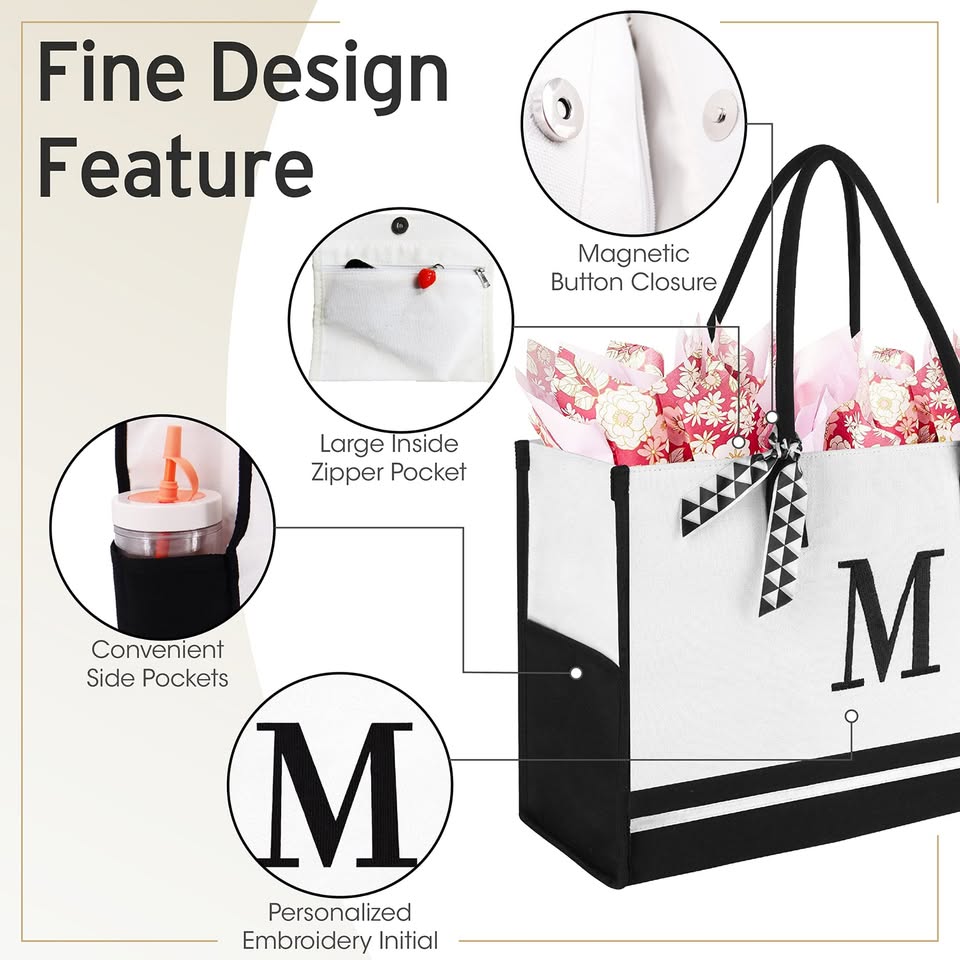 Fine Design
Feature
Magnetic
Button Closure
Large Inside
Zipper Pocket
Convenient
Side Pockets
M
M
Personalized
Embroidery Initial